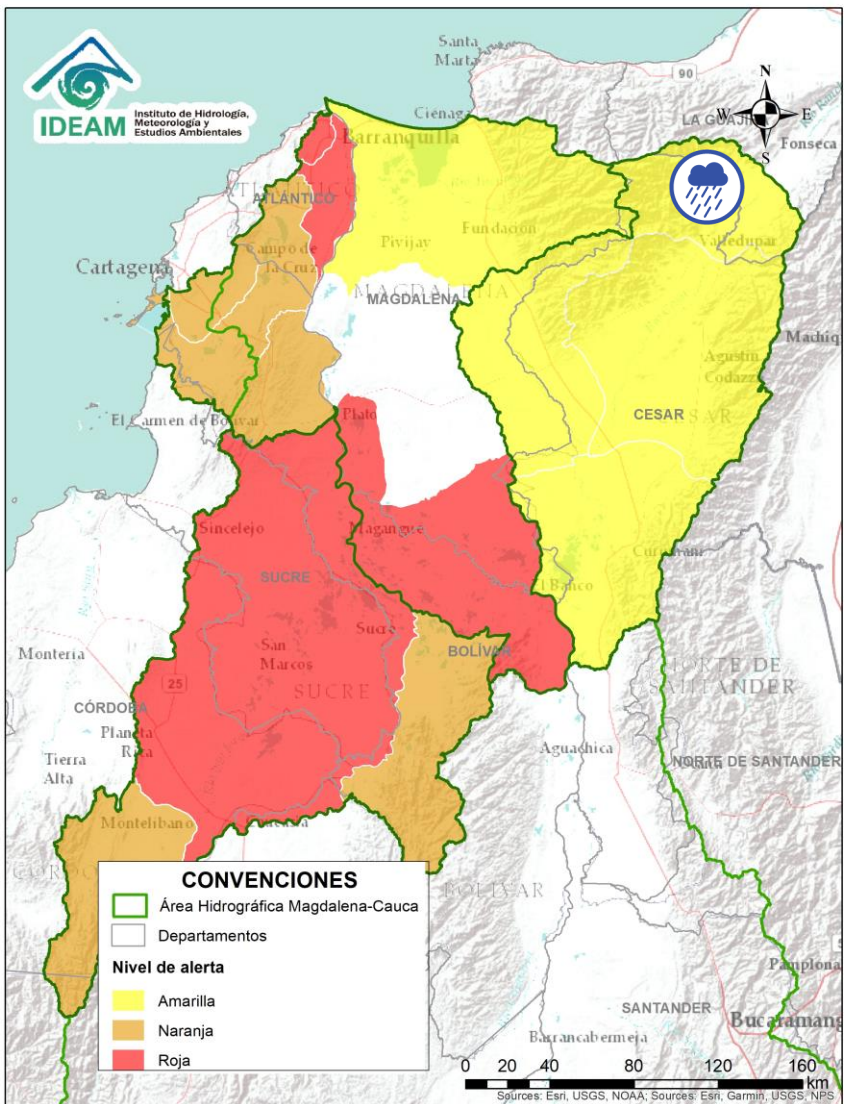 IDEAM
Instituto de Hidrología,
Meteorología y
Estudios Ambientales
Santa
Marta
90
N
W
E
S
LA GUAJI
Ciénaga
Fonseca
Barranquilla
ATLÁNTICO
Valledupar
Pivijay
Fundación
Campo de
la Cruz
Cartagena
MAGDALENA
MAGDALENA
Machiq
Agustín
Codazzi
CESAR
El Carmen de Bolívar
Plato
Sincelejo
Magangué
SUCRE
El Banco
Sucre
BOLÍVAR
San
Marcos
Montería
SUCRE
NORTE DE
SANTANDER
25
CÓRDOBA
Planeta
Rica
Tierra
Alta
Aguachica
NORTE DE SANTANDER
Montelíbano
CONVENCIONES
Área Hidrográfica Magdalena-Cauca
Departamentos
Nivel de alerta
Amarilla
Naranja
Roja
BOLÍVAR
Pamplona
SANTANDER
Bucaramang
Barrancabermeja
0 20 40 80 120 160
km
Sources: Esri, USGS, NOAA; Sources: Esri, Garmin, USGS, NPS